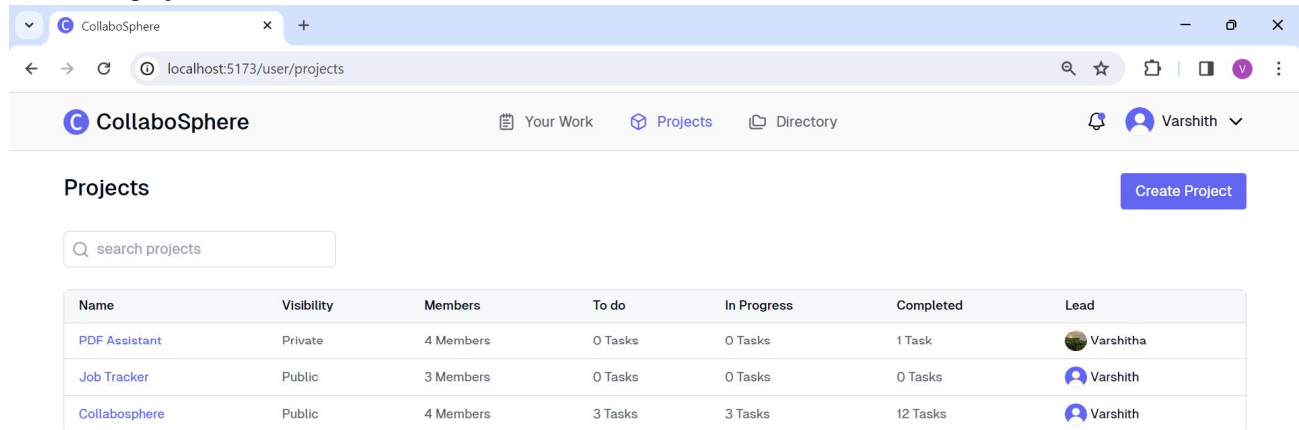 CollaboSphere
localhost:5173/user/projects
V
C CollaboSphere Your Work Projects Directory Varshith
Projects
Create Project
search projects
Name Visibility Members To do In Progress Completed Lead
PDF Assistant Private 4 Members 0 Tasks 0 Tasks 1 Task Varshitha
Job Tracker Public 3 Members 0 Tasks 0 Tasks 0 Tasks Varshith
Collabosphere Public 4 Members 3 Tasks 3 Tasks 12 Tasks Varshith